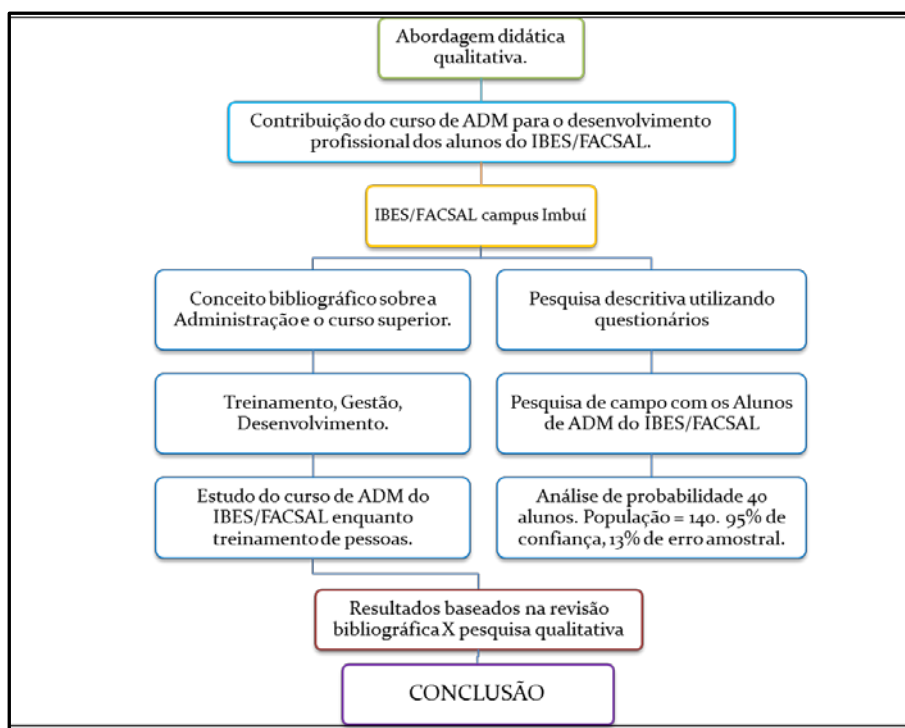 Abordagem didática
qualitativa.
Contribuição do curso de ADM para o desenvolvimento
profissional dos alunos do IBES/FACSAL.
IBES/FACSAL campus Imbuí
Conceito bibliográfico sobre a
Administração e o curso superior.
Treinamento, Gestão,
Desenvolvimento.
Estudo do curso de ADM do
IBES/FACSAL enquanto
treinamento de pessoas.
Pesquisa descritiva utilizando
questionários
Pesquisa de campo com os Alunos
de ADM do IBES/FACSAL
Análise de probabilidade 40
alunos. População = 140. 95% de
confiança, 13% de erro amostral.
Resultados baseados na revisão
bibliográfica X pesquisa qualitativa
CONCLUSÃO